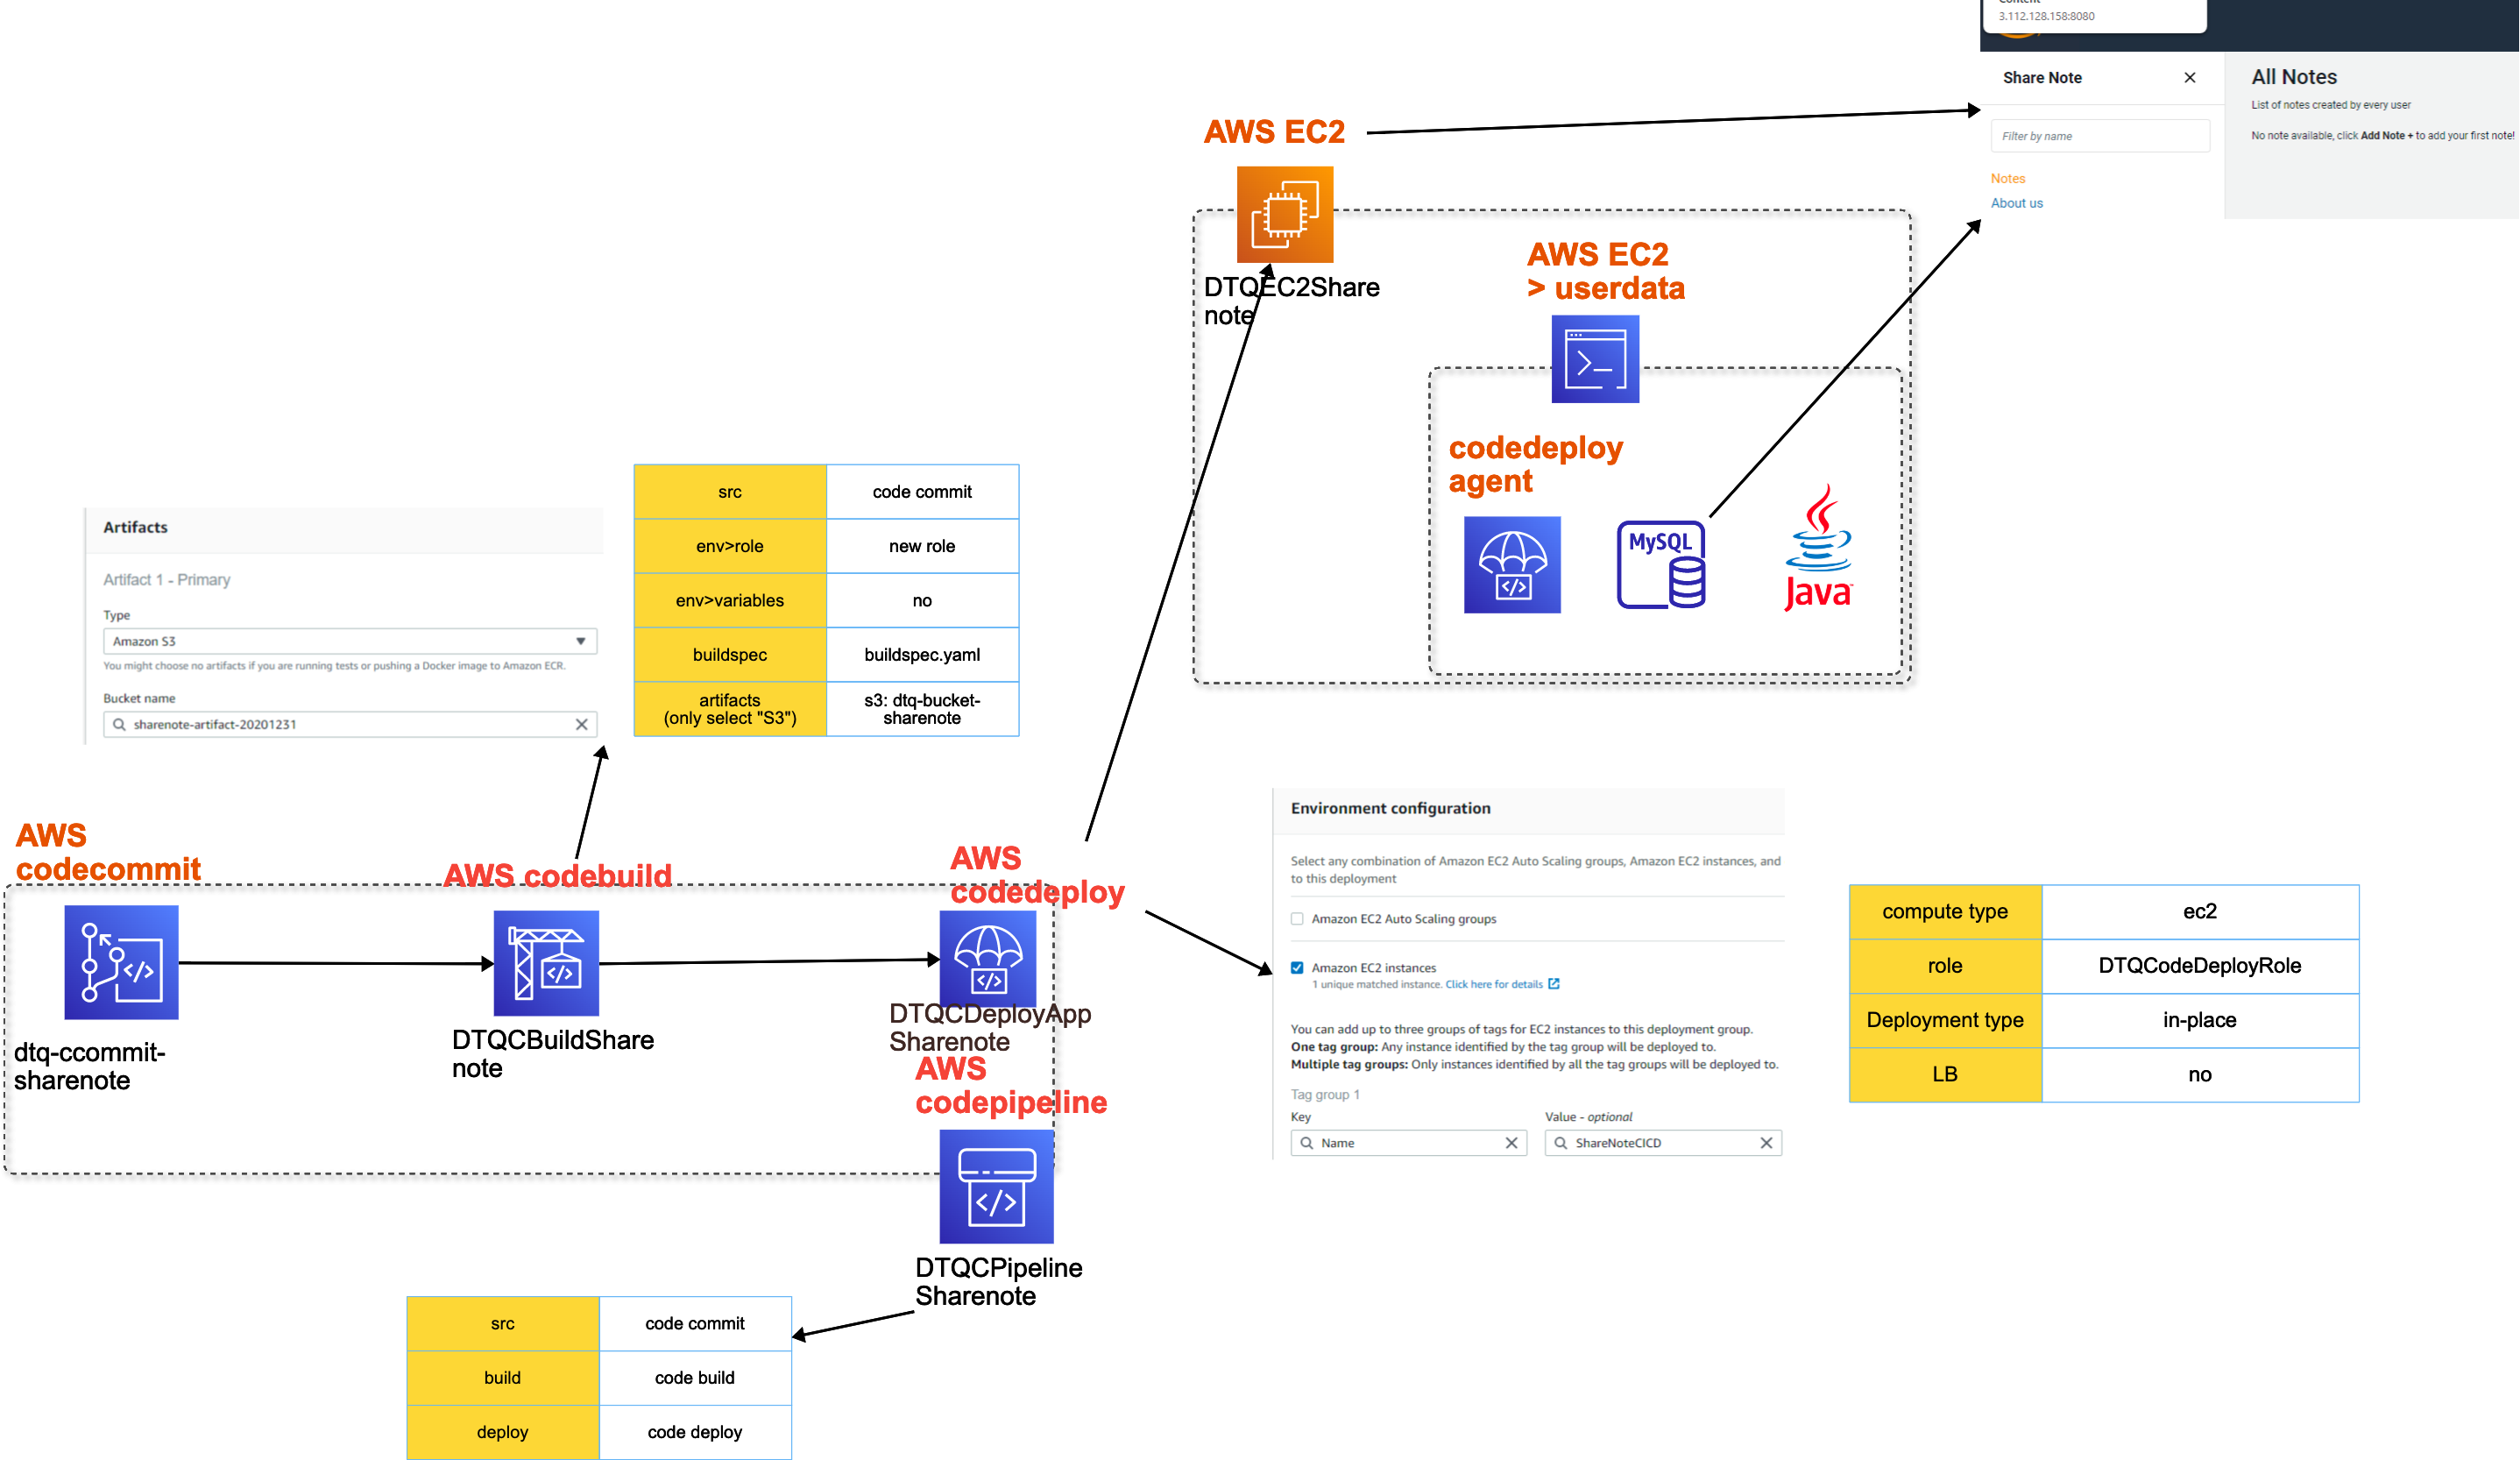 Content
3.112.128.158:8080
Share Note
All Notes
List of notes created by every user
Filter by name
No note available, click Add Note + to add your first note!
Notes
About us
AWS EC2
DTQEC2Share
note
AWS EC2
> userdata
codedeploy
agent
MySQL
Java
Artifacts
Artifact 1 - Primary
Type
Amazon S3
You might choose no artifacts if you are running tests or pushing a Docker image to Amazon ECR.
Bucket name
sharenote-artifact-20201231
src
code commit
env>role
new role
env>variables
no
buildspec
buildspec.yaml
artifacts
(only select "S3")
s3: dtq-bucket-
sharenote
AWS
codecommit
dtq-ccommit-
sharenote
AWS codebuild
DTQCBuildShare
note
AWS
codedeploy
DTQCDeployApp
Sharenote
AWS
codepipeline
DTQCPipeline
Sharenote
src
code commit
build
code build
deploy
code deploy
Environment configuration
Select any combination of Amazon EC2 Auto Scaling groups, Amazon EC2 instances, and
to this deployment
Amazon EC2 Auto Scaling groups
Amazon EC2 instances
1 unique matched instance. Click here for details
You can add up to three groups of tags for EC2 instances to this deployment group.
One tag group: Any instance identified by the tag group will be deployed to.
Multiple tag groups: Only instances identified by all the tag groups will be deployed to.
Tag group 1
Key
Value - optional
Name
ShareNoteCICD
compute type
ec2
role
DTQCodeDeployRole
Deployment type
in-place
LB
no